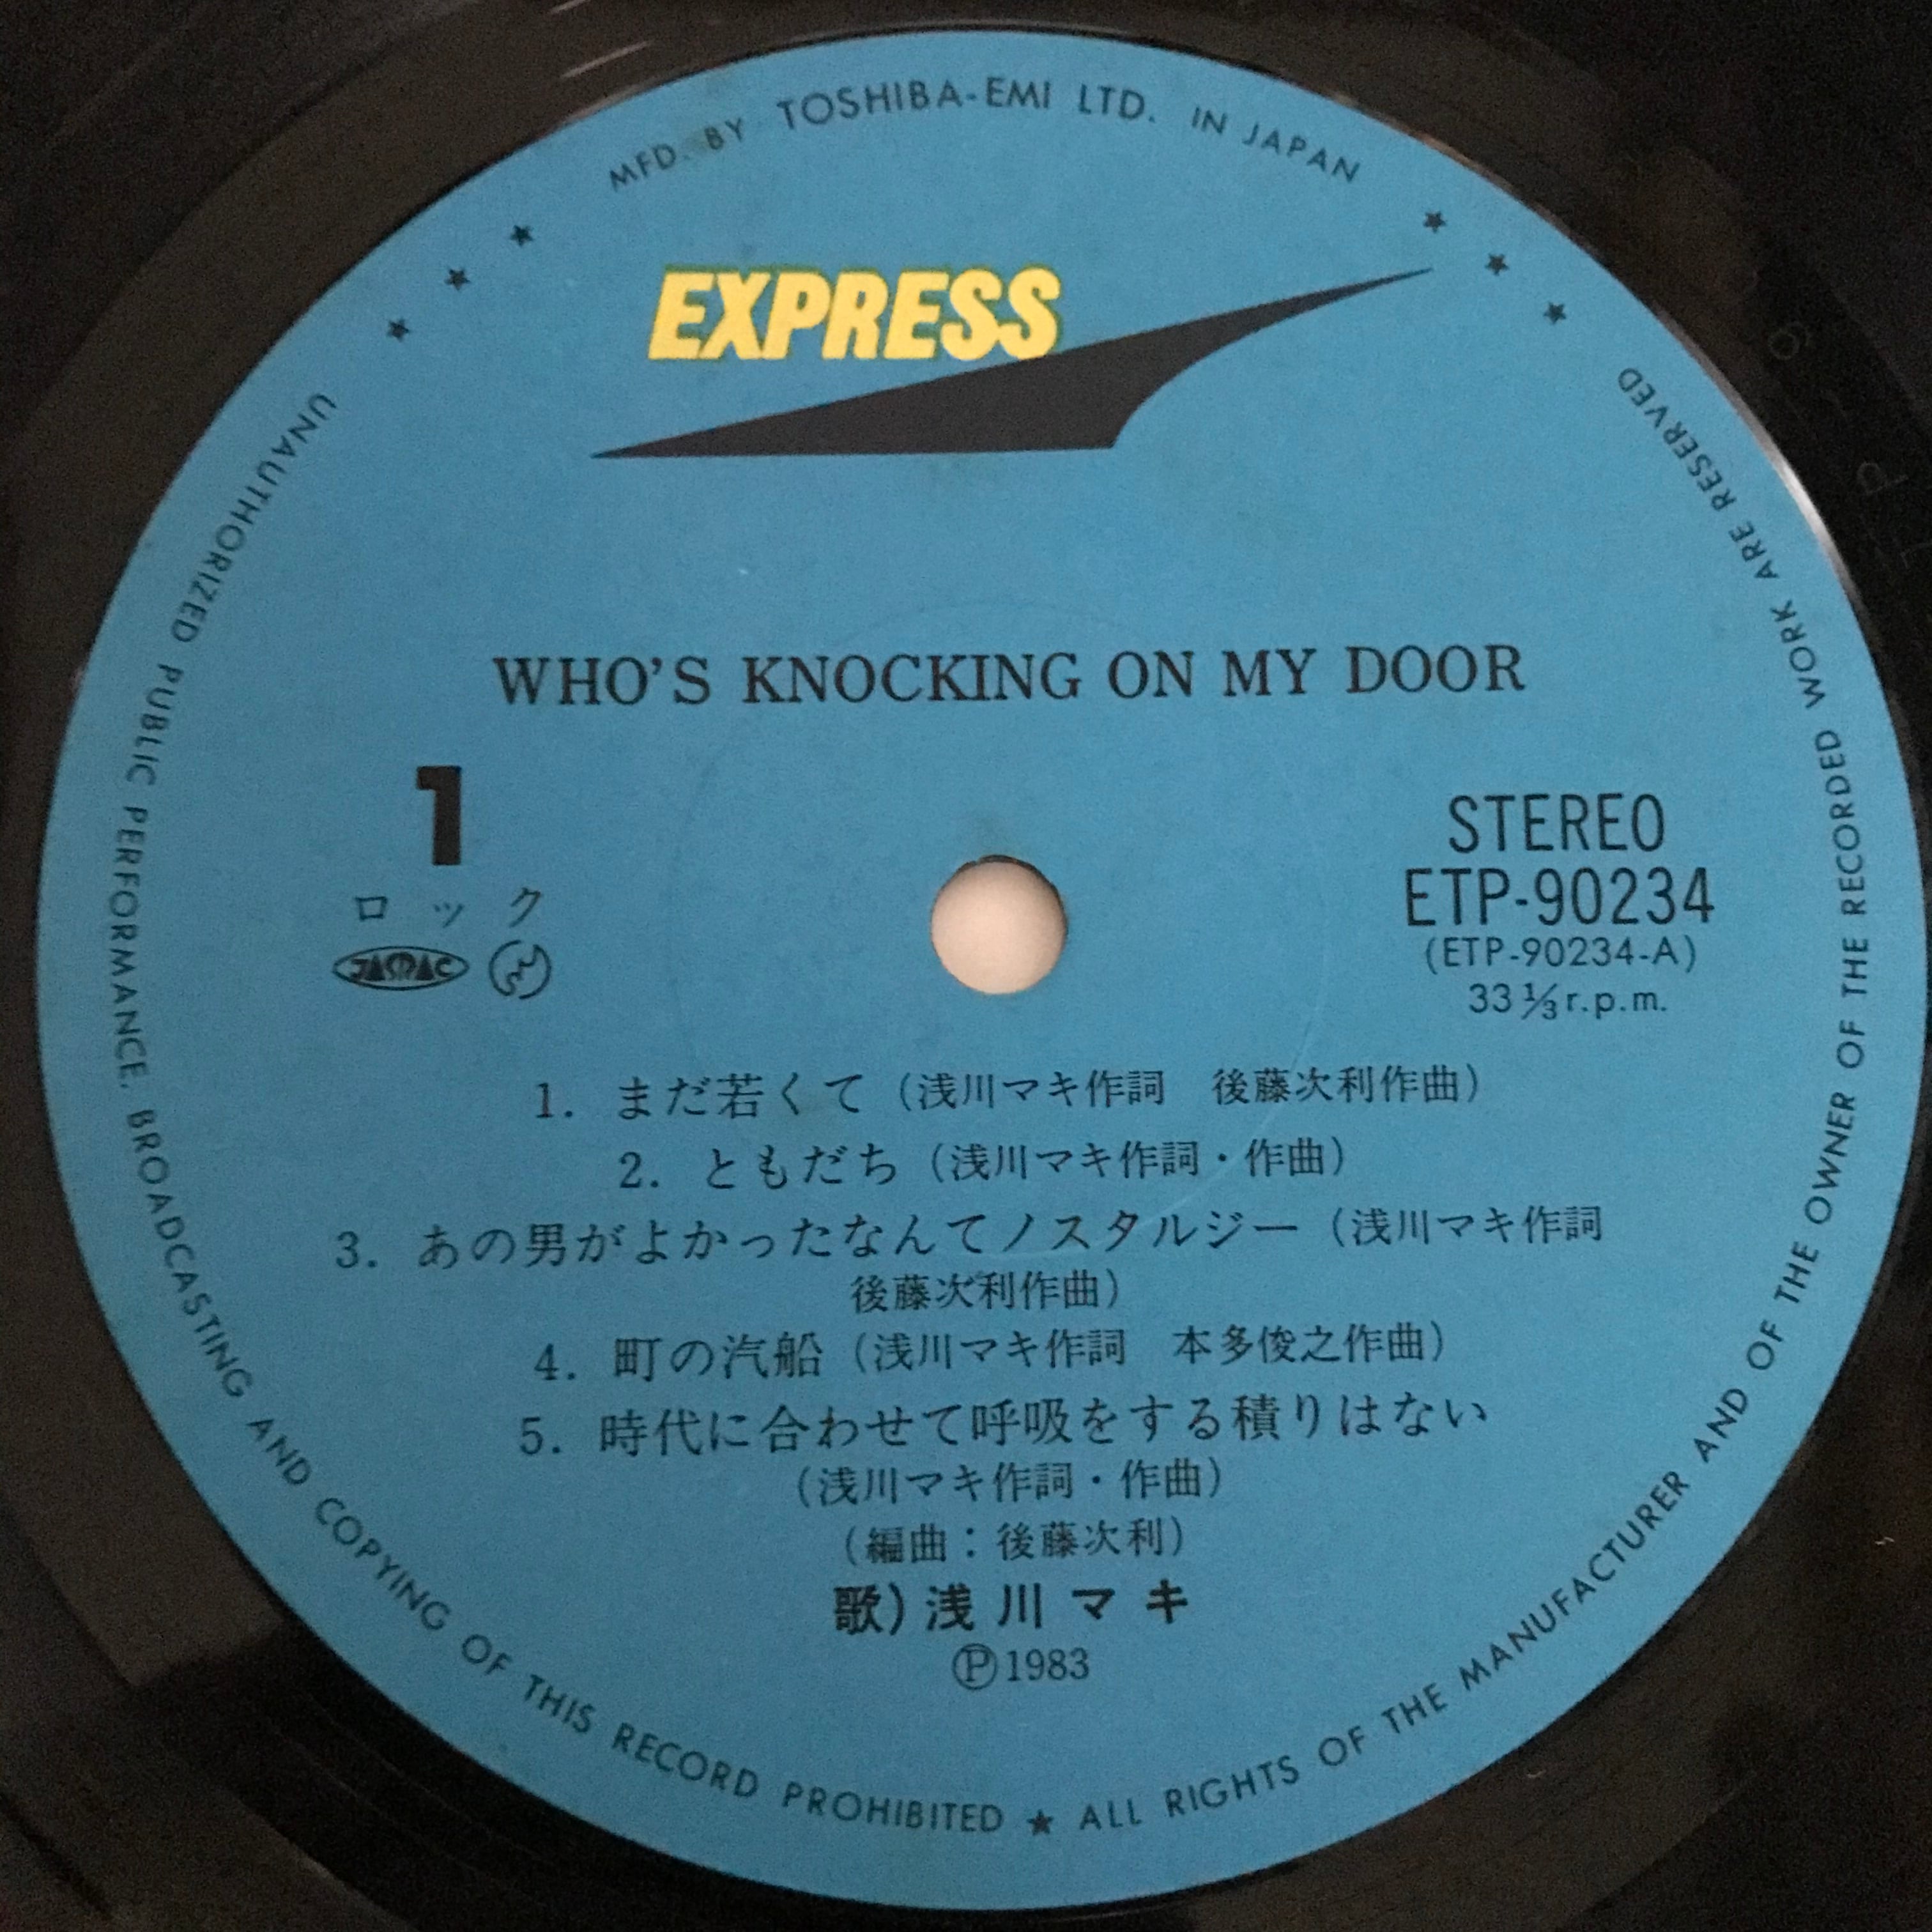 MFD. BY TOSHIBA-EMI LTD. IN JAPAN
EXPRESS
WHO'S KNOCKING ON MY DOOR
1
ロック
JASRAC
STEREO
ETP-90234
(ETP-90234-A)
33 1/3 r.p.m.
1. まだ若くて(浅川マキ作詞 後藤次利作曲)
2. ともだち(浅川マキ作詞・作曲)
3. あの男がよかったなんてノスタルジー(浅川マキ作詞
後藤次利作曲)
4. 町の汽船(浅川マキ作詞 本多俊之作曲)
5. 時代に合わせて呼吸をする積りはない
(浅川マキ作詞・作曲)
(編曲:後藤次利)
歌)浅川マキ
Ⓟ1983
UNAUTHORIZED PUBLIC PERFORMANCE, BROADCASTING AND COPYING OF THIS RECORD PROHIBITED ★ ALL RIGHTS OF THE MANUFACTURER AND OF THE OWNER OF THE RECORDED WORK ARE RESERVED